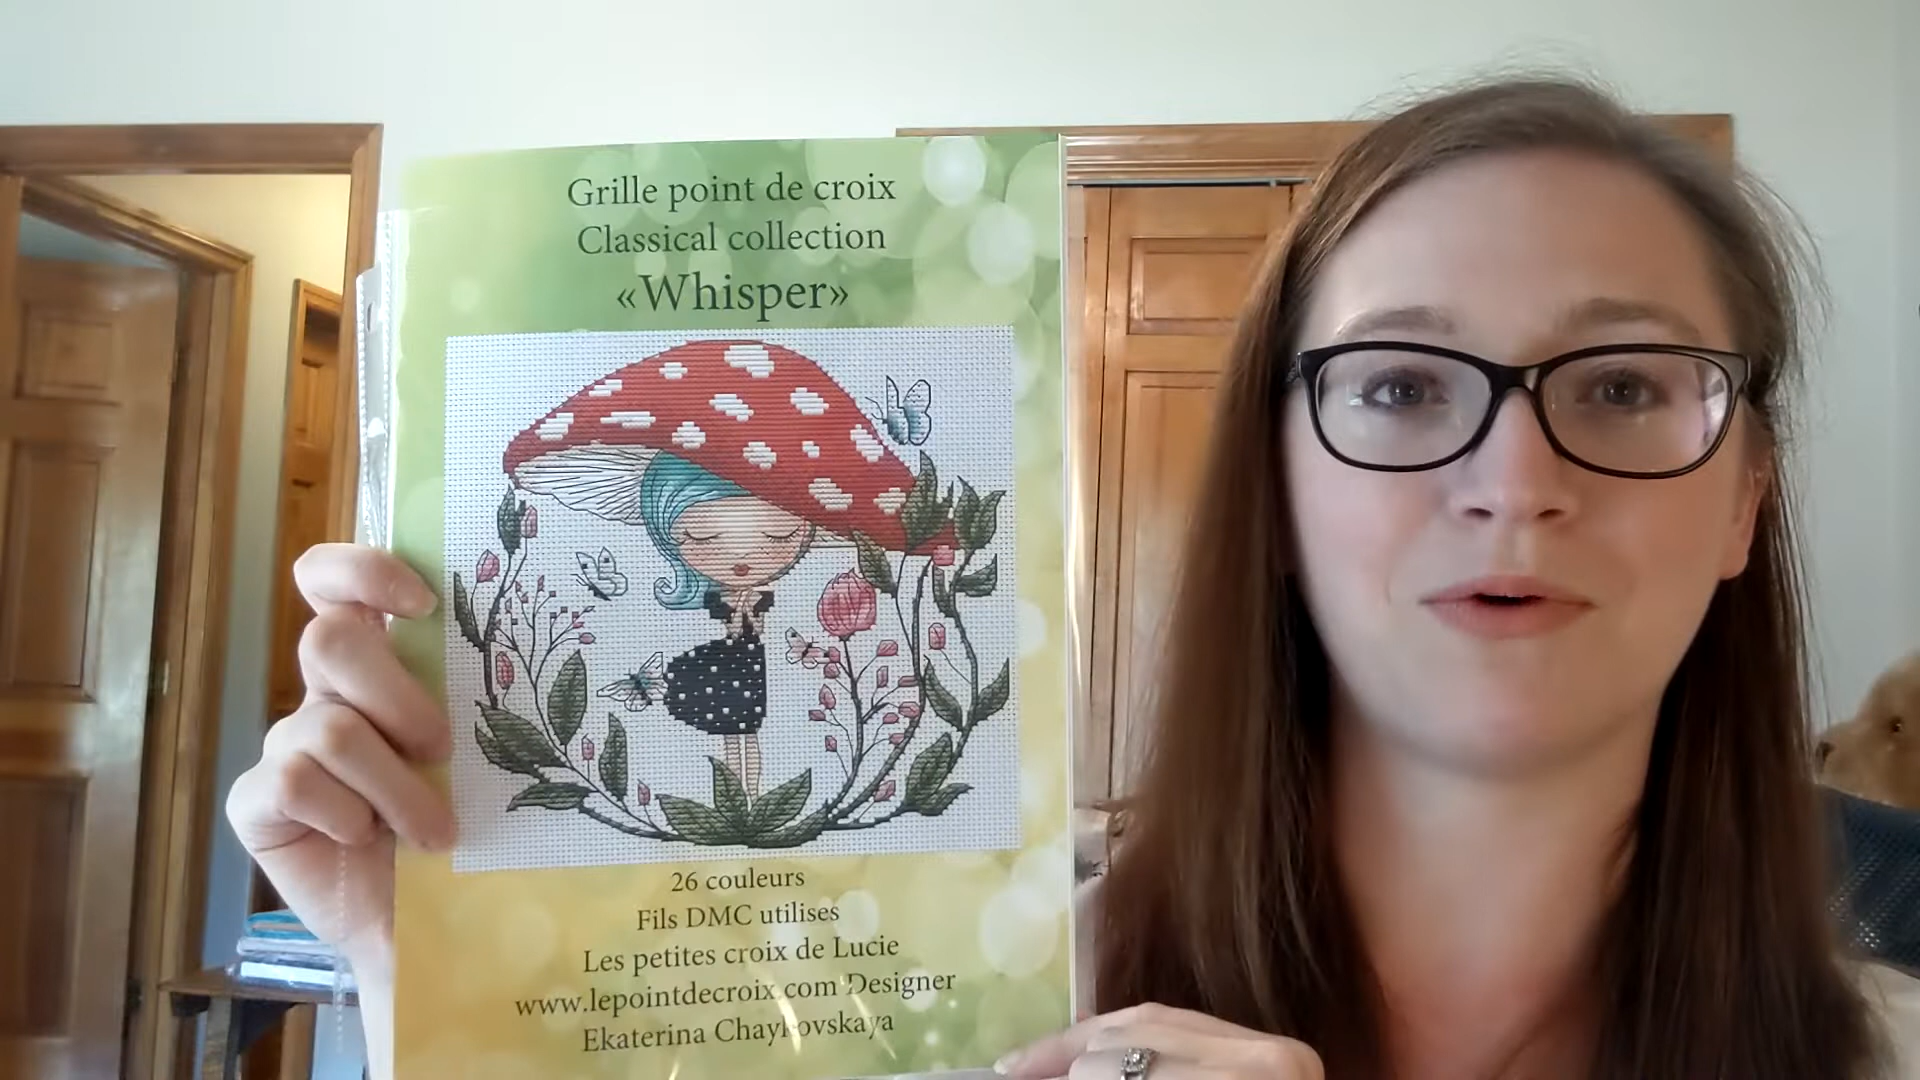 Grille point de croix
Classical collection
«Whisper»
26 couleurs
Fils DMC utilises
Les petites croix de Lucie
www.lepointdecroix.com Designer
Ekaterina Chaykovskaya